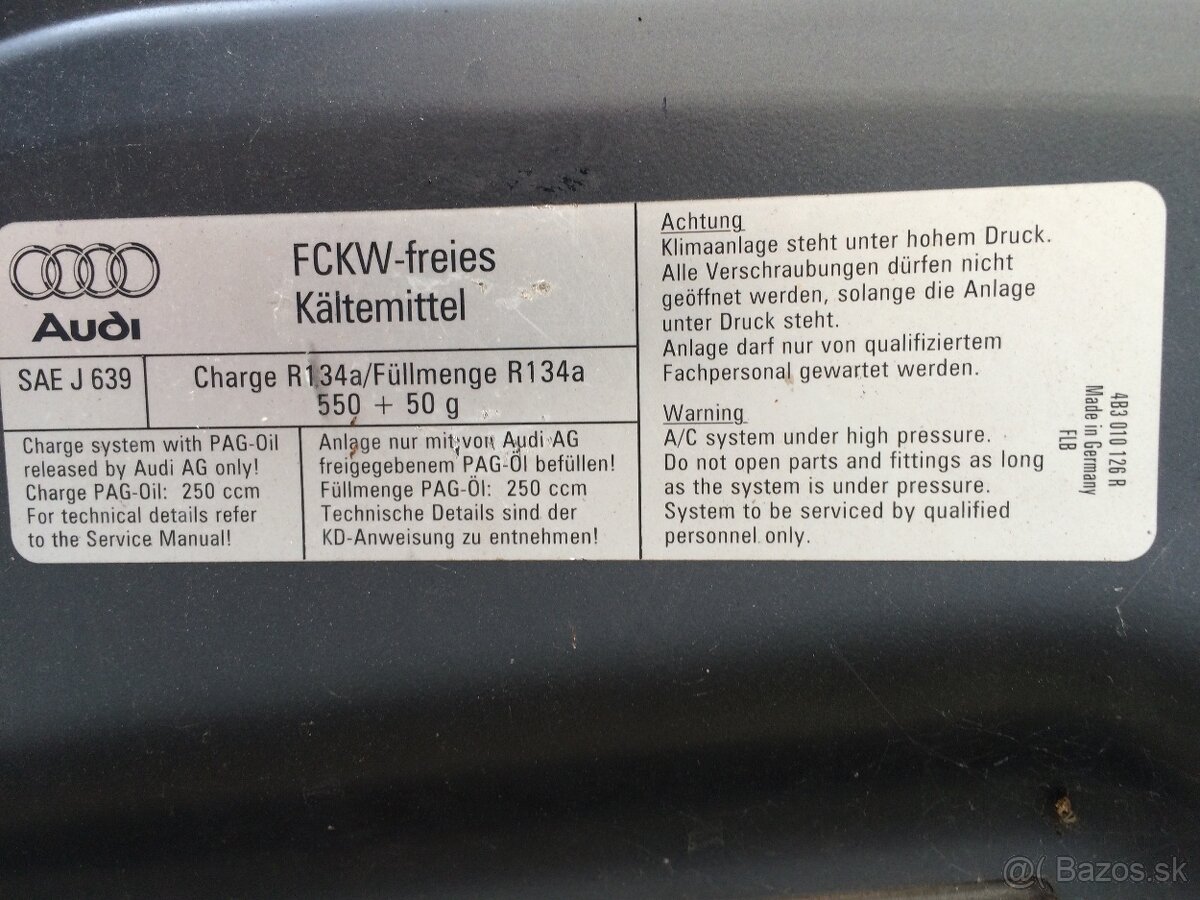 Audi
FCKW-freies
Kältemittel
SAE J 639
Charge R134a/Füllmenge R134a
550 + 50 g
Charge system with PAG-Oil
released by Audi AG only!
Charge PAG-Oil: 250 ccm
For technical details refer
to the Service Manual!
Anlage nur mit von Audi AG
freigegebenem PAG-Öl befüllen!
Füllmenge PAG-Öl: 250 ccm
Technische Details sind der
KD-Anweisung zu entnehmen!
Achtung
Klimaanlage steht unter hohem Druck.
Alle Verschraubungen dürfen nicht
geöffnet werden, solange die Anlage
unter Druck steht.
Anlage darf nur von qualifiziertem
Fachpersonal gewartet werden.
Warning
A/C system under high pressure.
Do not open parts and fittings as long
as the system is under pressure.
System to be serviced by qualified
personnel only.
4B3 010 126 R
Made in Germany
FLB
@( Bazos.sk